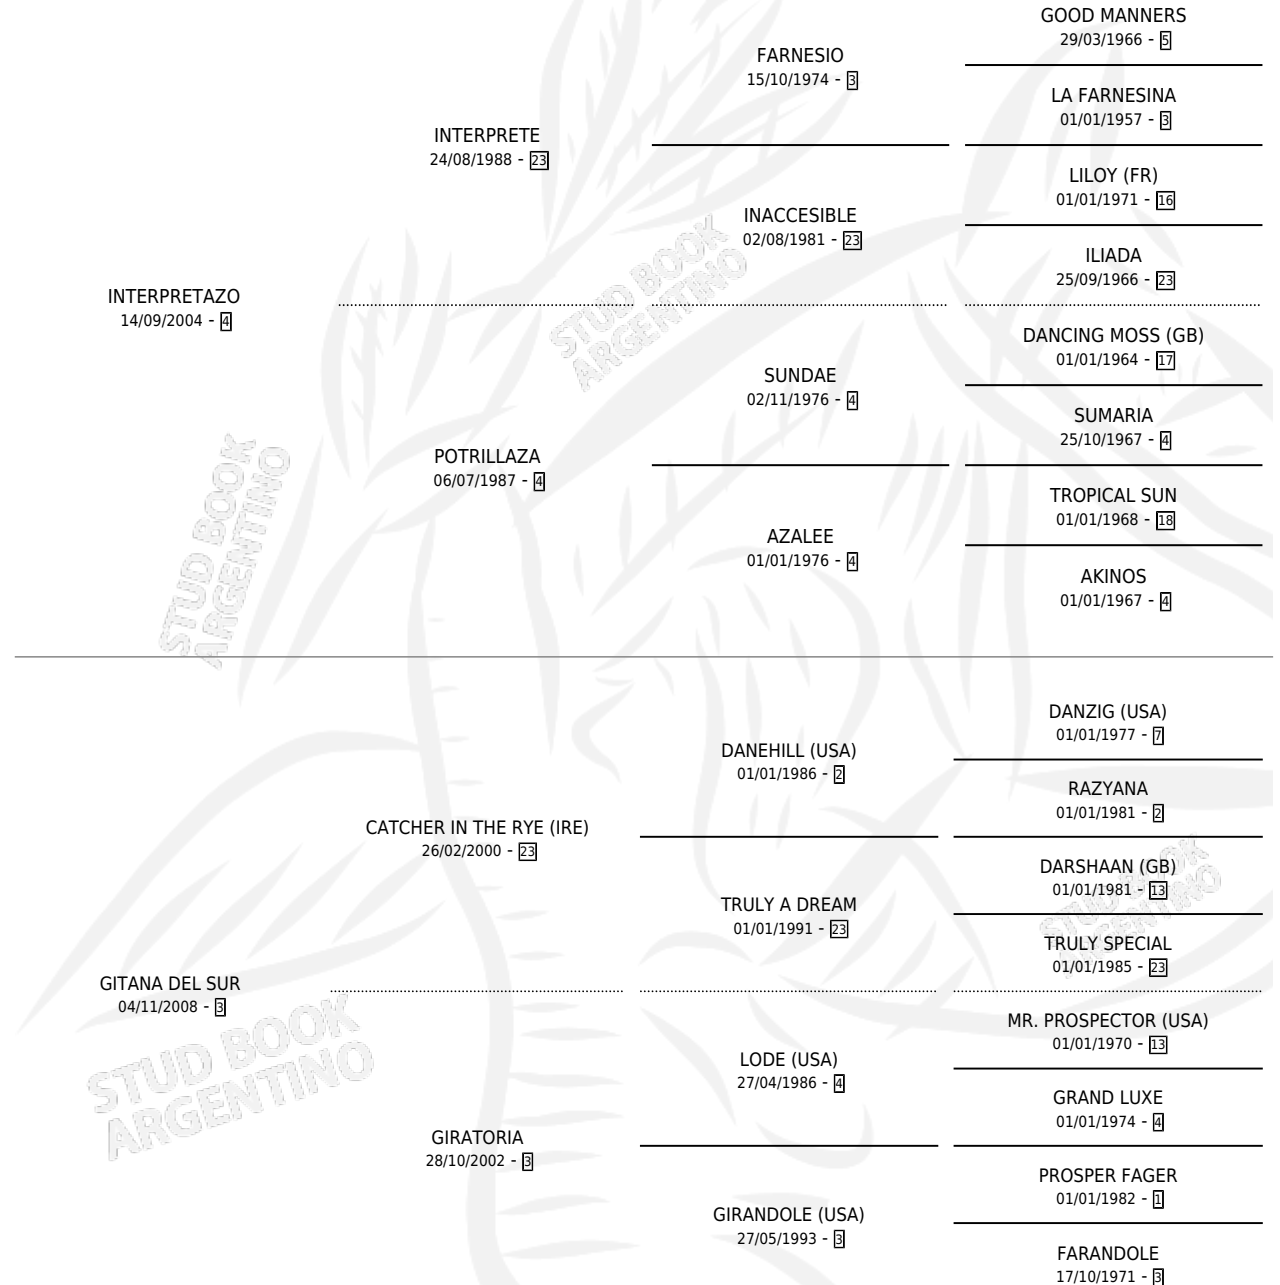 GOOD MANNERS
29/03/1966 - 5
FARNESIO
15/10/1974 - 3
LA FARNESINA
01/01/1957 - 3
INTERPRETE
24/08/1988 - 23
LILOY (FR)
01/01/1971 - 16
INACCESIBLE
02/08/1981 - 23
ILIADA
25/09/1966 - 23
INTERPRETAZO
14/09/2004 - 4
DANCING MOSS (GB)
01/01/1964 - 17
SUNDAE
02/11/1976 - 4
SUMARIA
25/10/1967 - 4
POTRILLAZA
06/07/1987 - 4
TROPICAL SUN
01/01/1968 - 18
AZALEE
01/01/1976 - 4
AKINOS
01/01/1967 - 4
STUD BOOK
ARGENTINO
STUD BOOK
ARGENTINO
DANZIG (USA)
01/01/1977 - 7
DANEHILL (USA)
01/01/1986 - 2
RAZYANA
01/01/1981 - 2
CATCHER IN THE RYE (IRE)
26/02/2000 - 23
DARSHAAN (GB)
01/01/1981 - 13
TRULY A DREAM
01/01/1991 - 23
TRULY SPECIAL
01/01/1985 - 23
STUD BOOK
ARGENTINO
GITANA DEL SUR
04/11/2008 - 3
MR. PROSPECTOR (USA)
01/01/1970 - 13
LODE (USA)
27/04/1986 - 4
GRAND LUXE
01/01/1974 - 4
STUD BOOK
ARGENTINO
GIRATORIA
28/10/2002 - 3
PROSPER FAGER
01/01/1982 - 1
GIRANDOLE (USA)
27/05/1993 - 3
FARANDOLE
17/10/1971 - 3